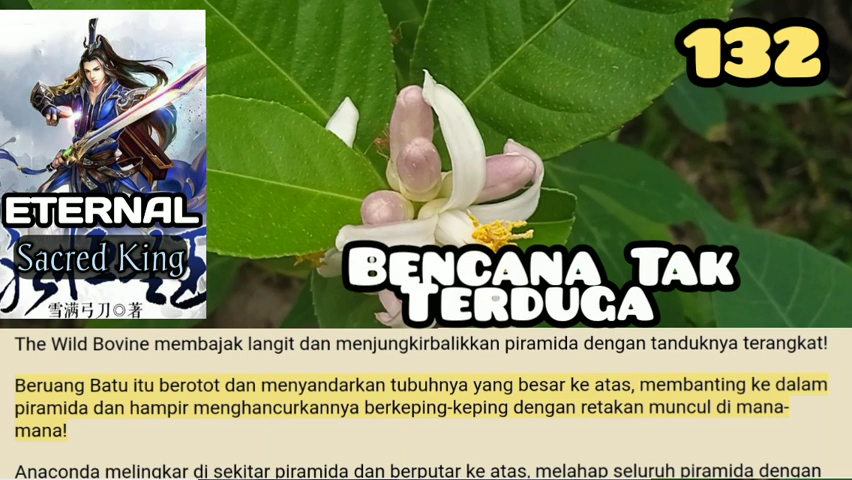 132
ETERNAL
Sacred King
雪满弓刀◎著
BENCANA TAK
TERDUGA
The Wild Bovine membajak langit dan menjungkirbalikkan piramida dengan tanduknya terangkat!
Beruang Batu itu berotot dan menyandarkan tubuhnya yang besar ke atas, membanting ke dalam
piramida dan hampir menghancurkannya berkeping-keping dengan retakan muncul di mana-
mana!
Anaconda melingkar di sekitar piramida dan berputar ke atas, melahap seluruh piramida dengan